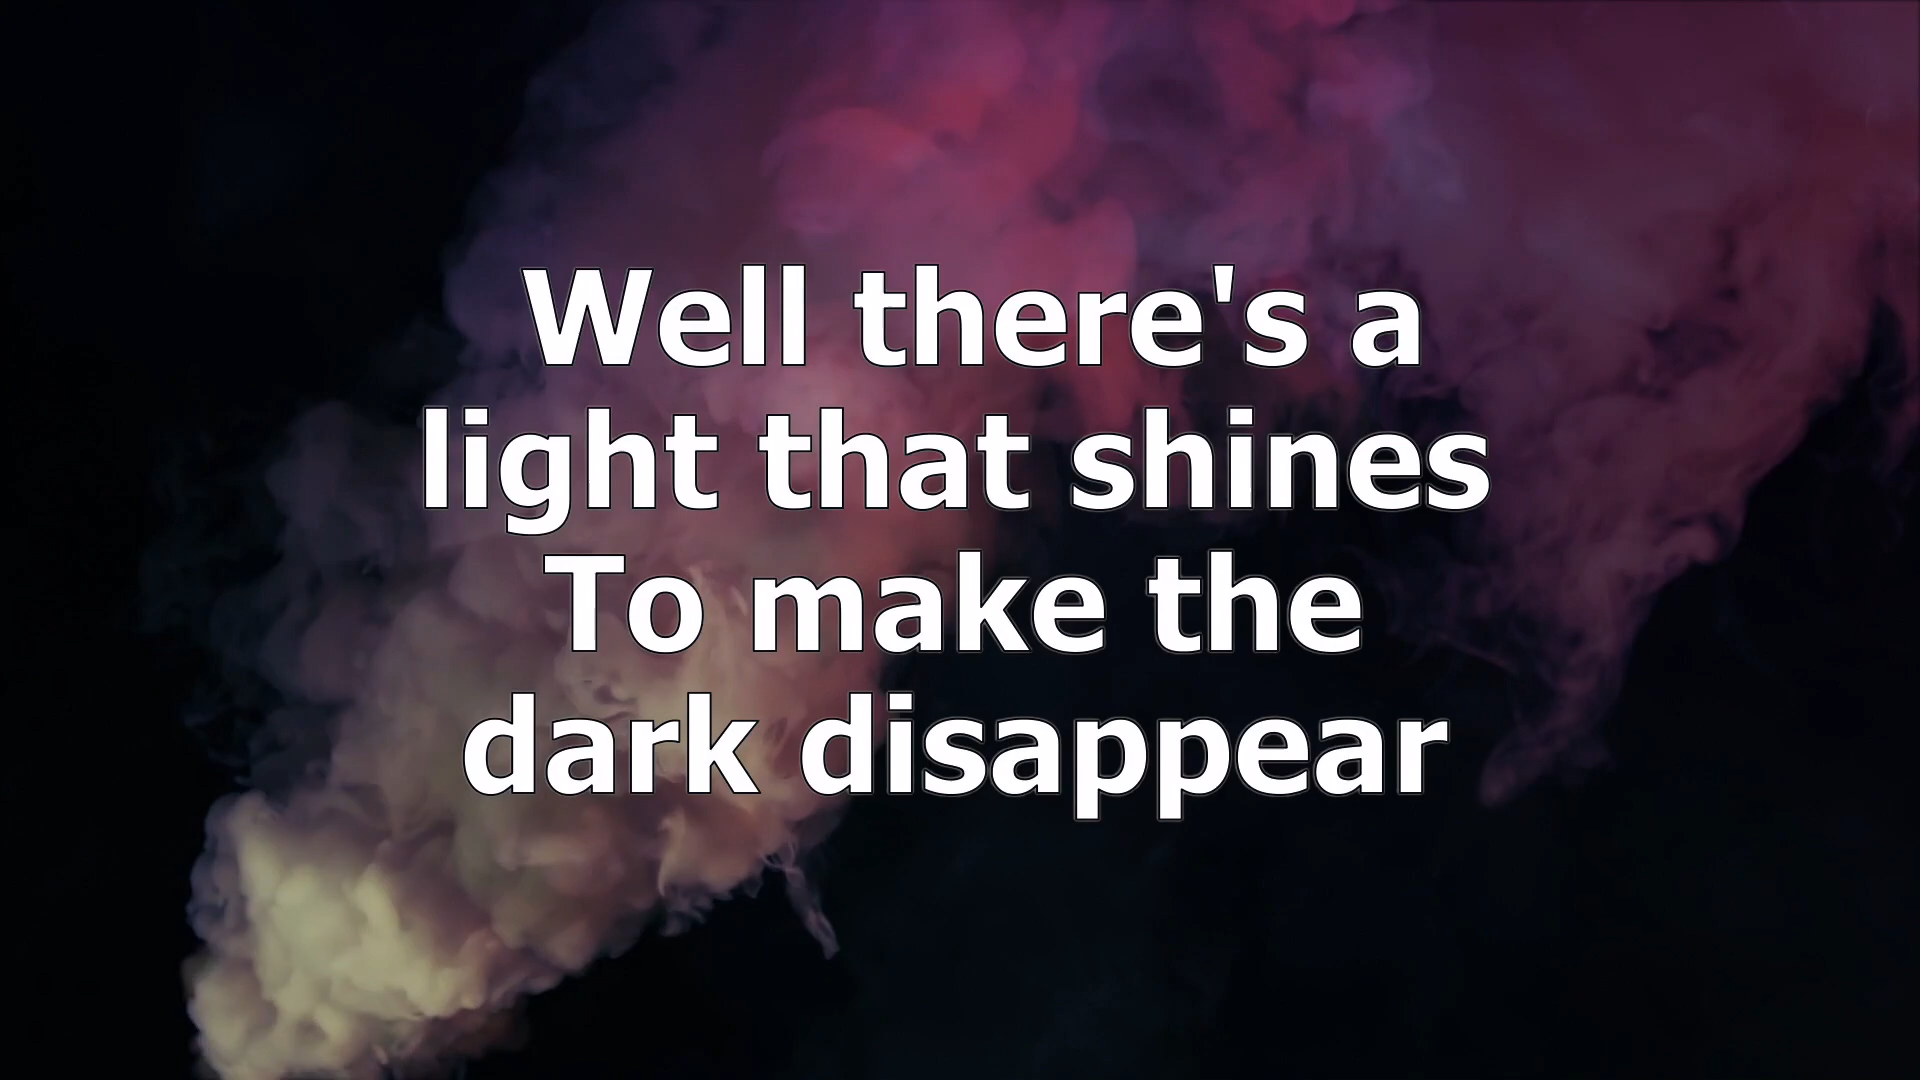 Well there's a
light that shines
To make the
dark disappear